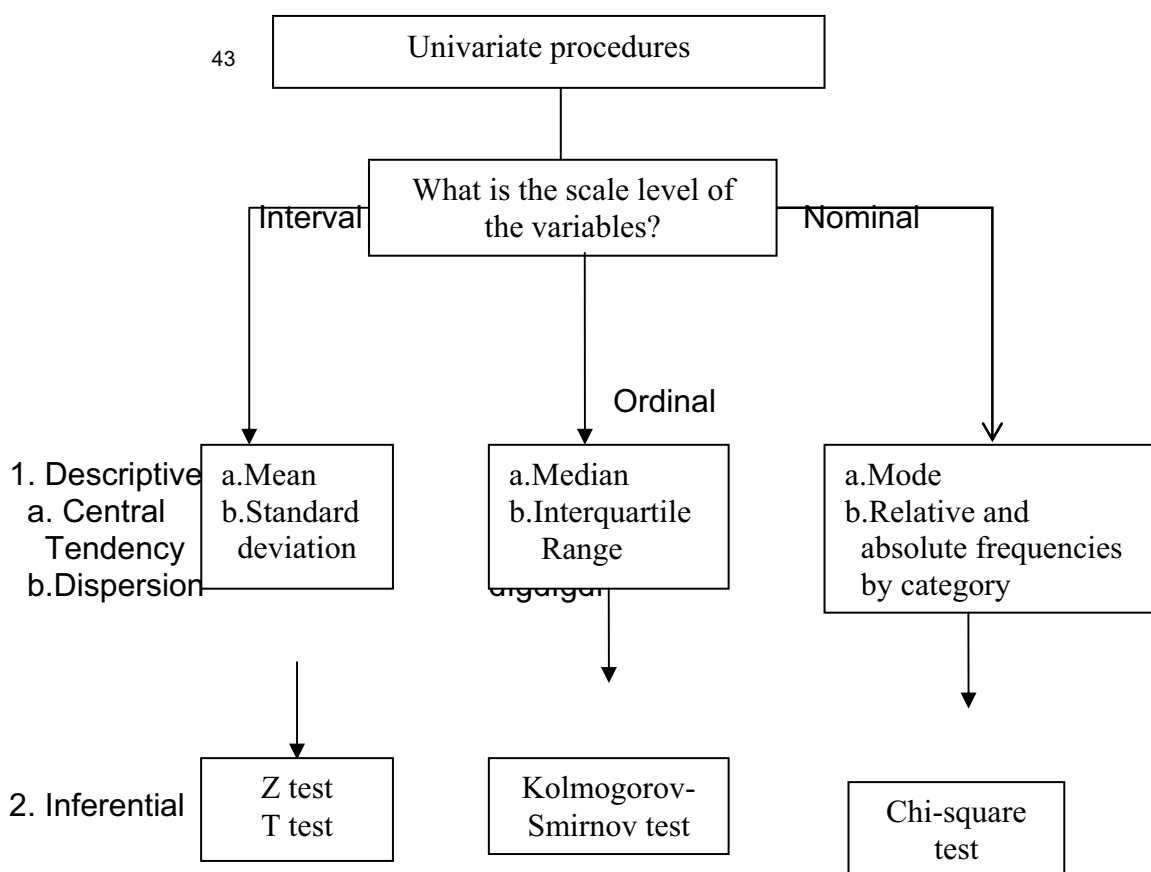 43
Univariate procedures
What is the scale level of
the variables?
Interval
Nominal
Ordinal
1. Descriptive
a. Central
Tendency
b.Dispersion
a.Mean
b.Standard
deviation
a.Median
b.Interquartile
Range
a.Mode
b.Relative and
absolute frequencies
by category
2. Inferential
Z test
T test
Kolmogorov-
Smirnov test
Chi-square
test